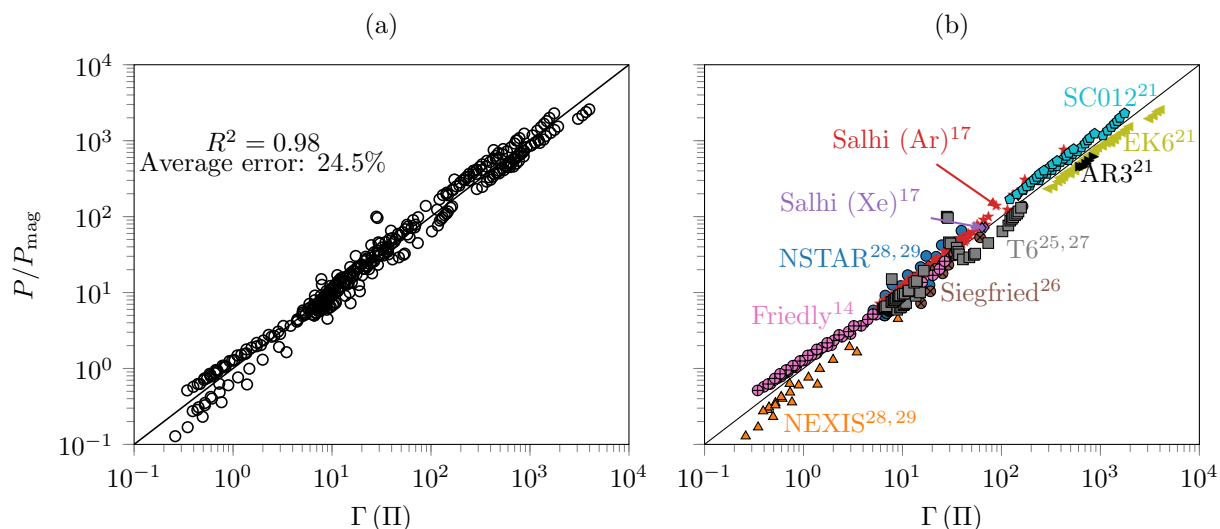 (a)
(b)
P/P_mag
10^4
10^3
10^2
10^1
10^0
10^−1
R^2 = 0.98
Average error: 24.5%
10^−1 10^0 10^1 10^2 10^3 10^4
Γ (Π)
SC012^21
Salhi (Ar)^17
EK6^21
AR3^21
Salhi (Xe)^17
NSTAR^28, 29
T6^25, 27
Siegfried^26
Friedly^14
NEXIS^28, 29
10^−1 10^0 10^1 10^2 10^3 10^4
Γ (Π)